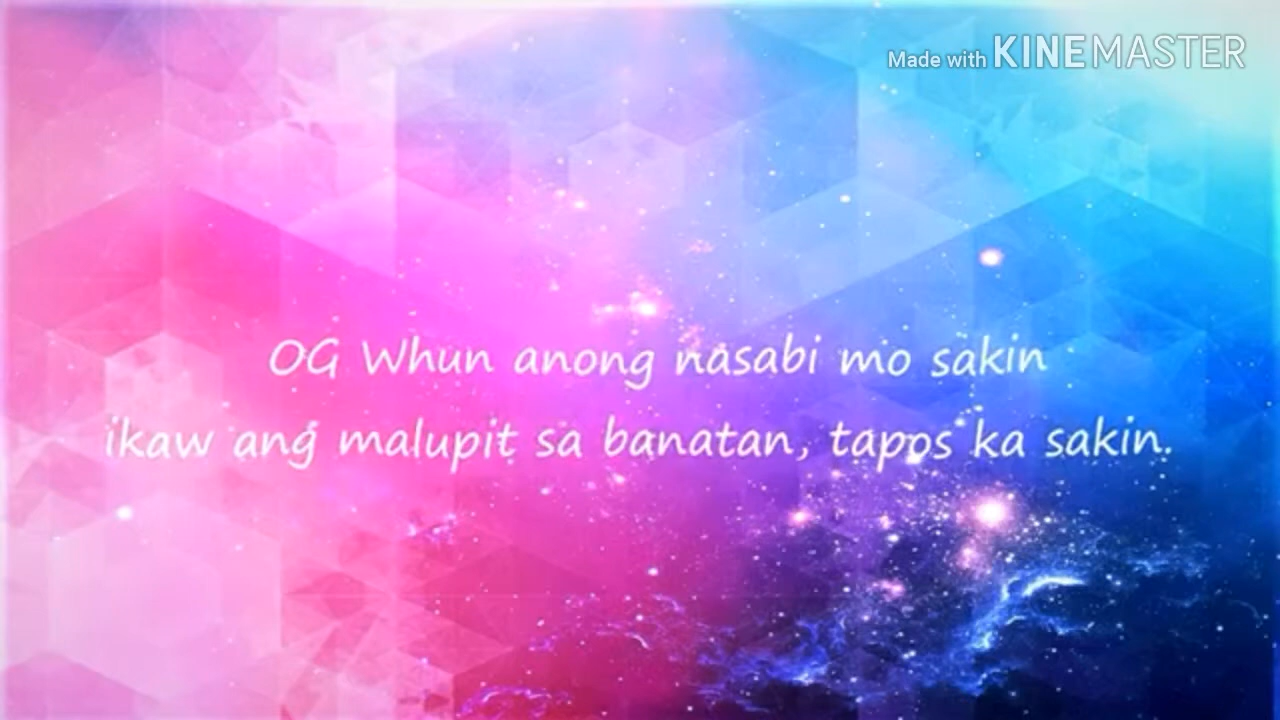 Made with KINEMASTER
OG Whun anong nasabi mo sakin
ikaw ang malupit sa banatan, tapos ka sakin.